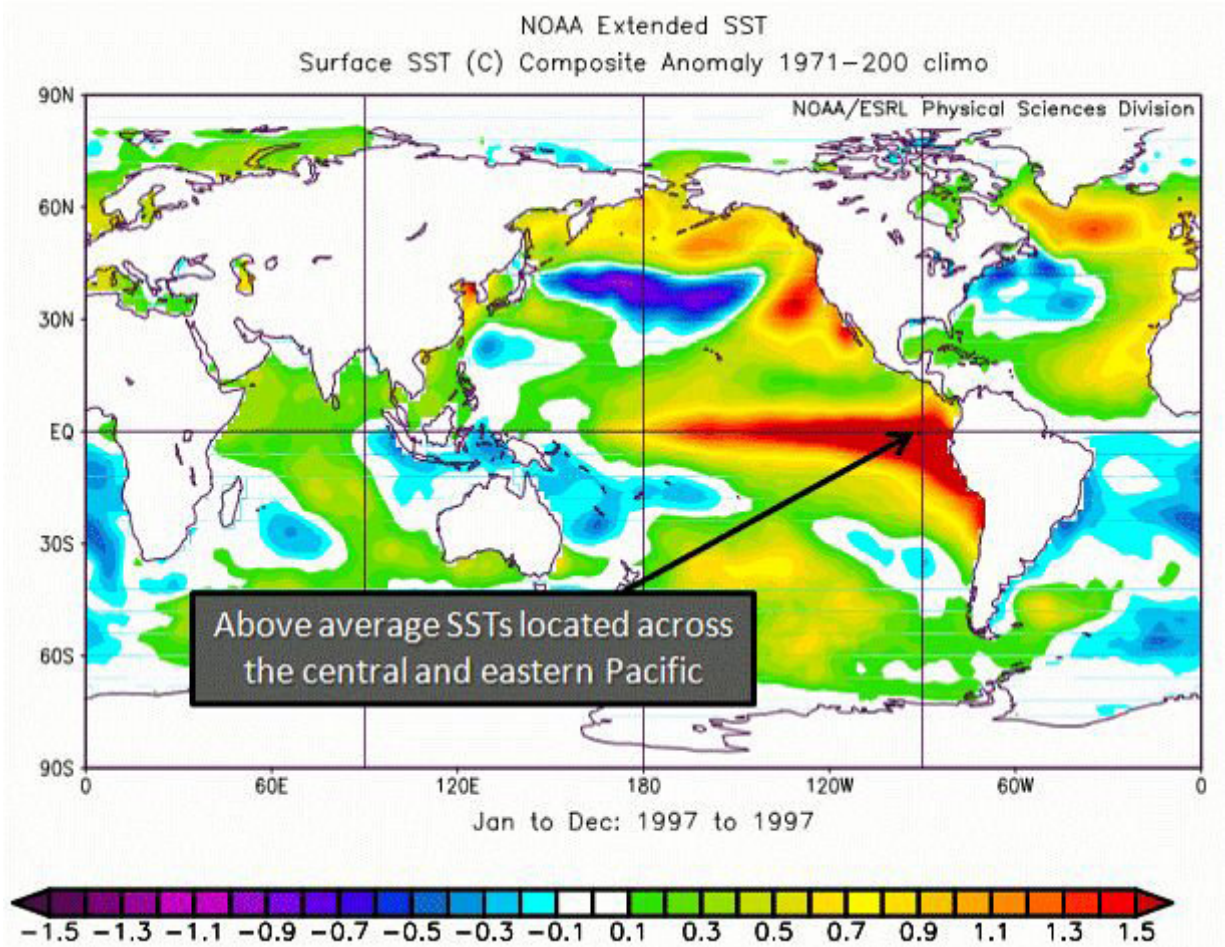 NOAA Extended SST
Surface SST (C) Composite Anomaly 1971-200 climo
NOAA/ESRL Physical Sciences Division
90N
60N
30N
EQ
30S
60S
90S
Above average SSTs located across
the central and eastern Pacific
0 60E 120E 180 120W 60W 0
Jan to Dec: 1997 to 1997
-1.5 -1.3 -1.1 -0.9 -0.7 -0.5 -0.3 -0.1 0.1 0.3 0.5 0.7 0.9 1.1 1.3 1.5